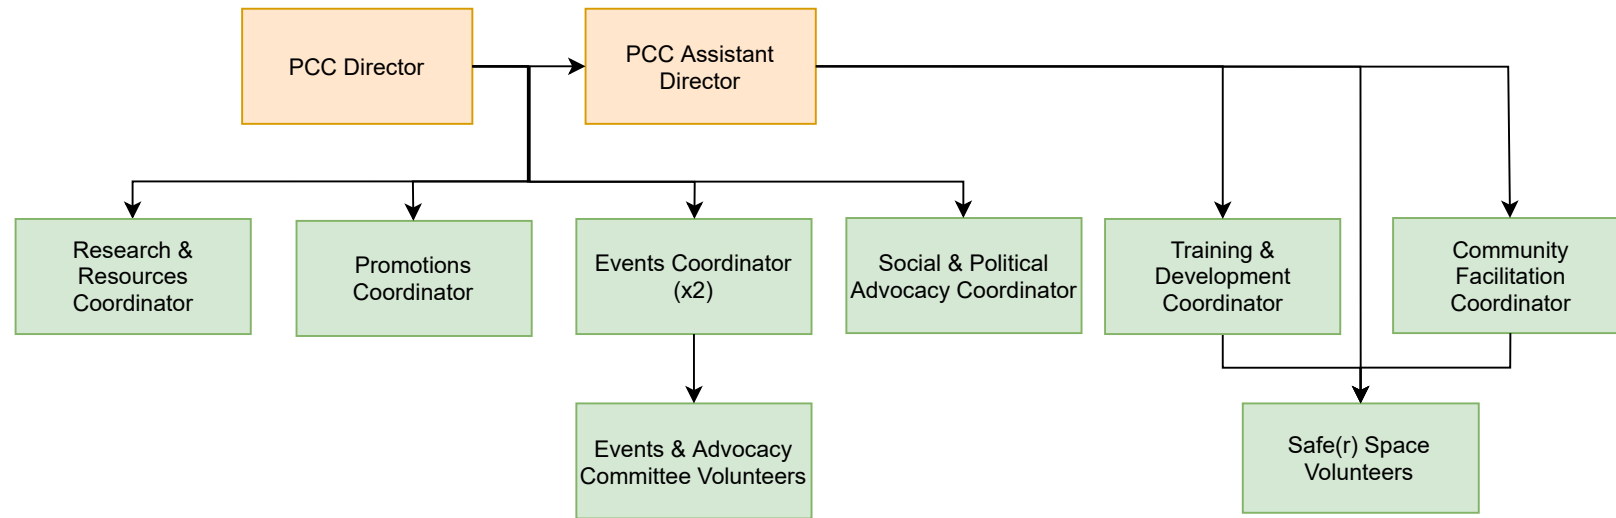 PCC Director
PCC Assistant
Director
Research &
Resources
Coordinator
Promotions
Coordinator
Events Coordinator
(x2)
Social & Political
Advocacy Coordinator
Training &
Development
Coordinator
Community
Facilitation
Coordinator
Events & Advocacy
Committee Volunteers
Safe(r) Space
Volunteers